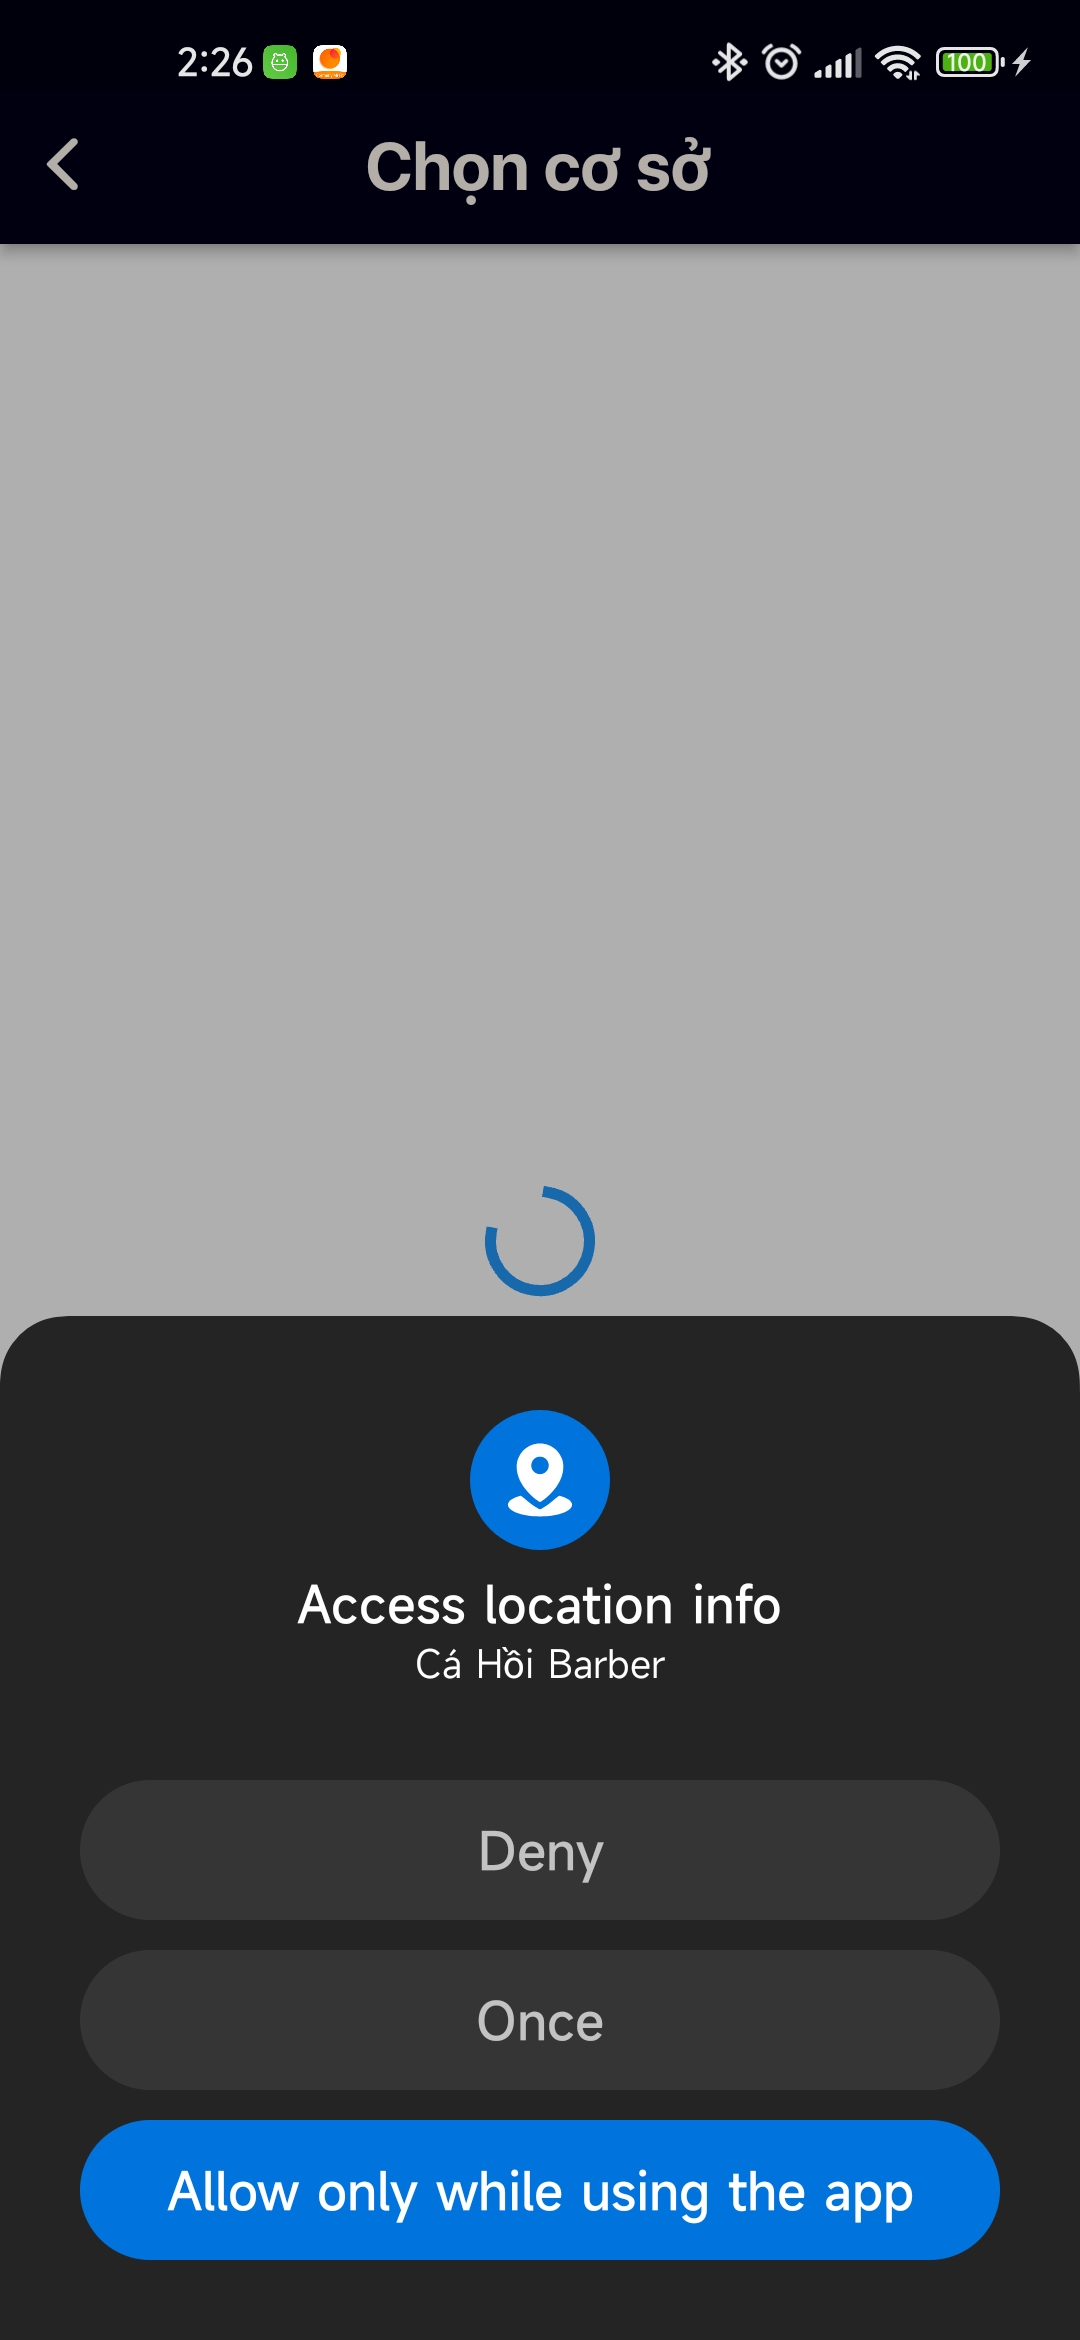 2:26
100
Chọn cơ sở
Access location info
Cá Hồi Barber
Deny
Once
Allow only while using the app